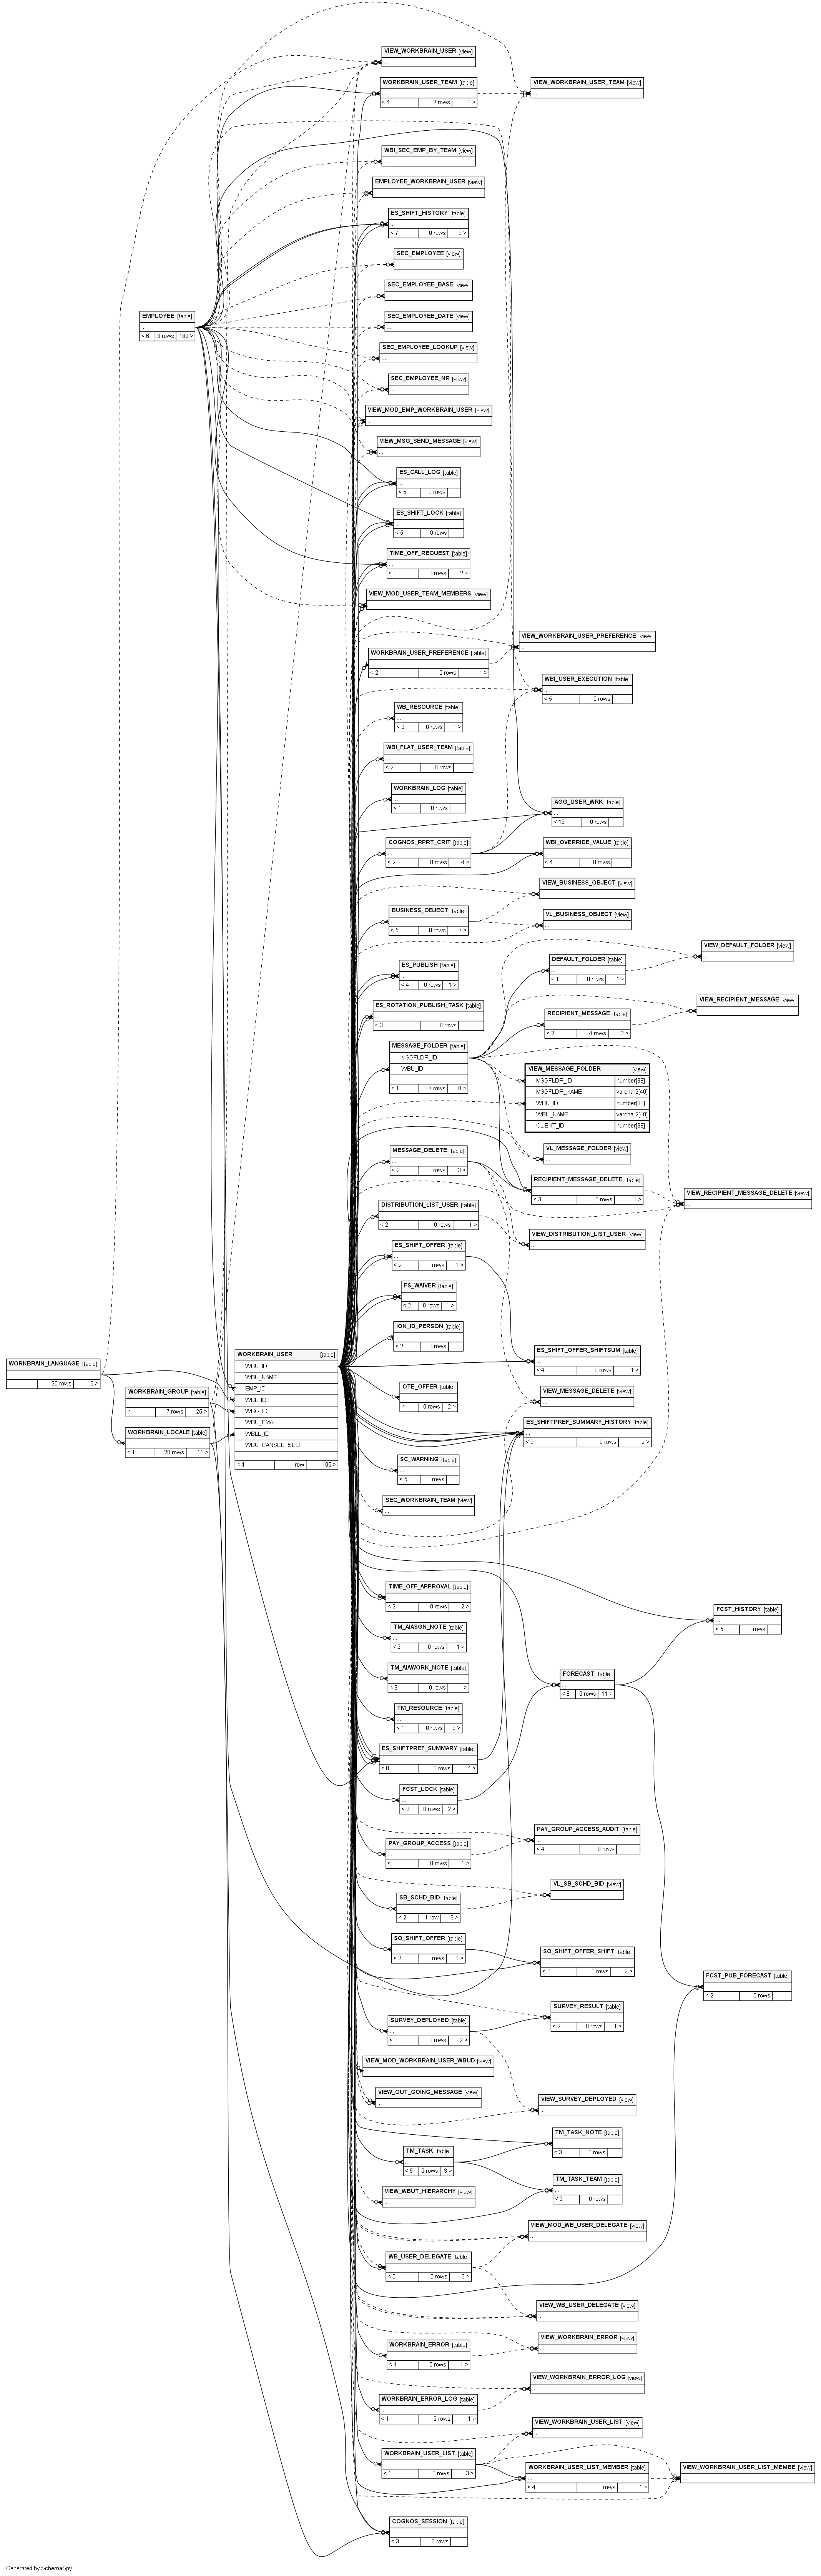 VIEW_WORKBRAIN_USER [view]
...
WORKBRAIN_USER_TEAM [table]
...
< 4 2 rows 1 >
VIEW_WORKBRAIN_USER_TEAM [view]
...
WBI_SEC_EMP_BY_TEAM [view]
...
EMPLOYEE_WORKBRAIN_USER [view]
...
ES_SHIFT_HISTORY [table]
...
< 7 0 rows 3 >
SEC_EMPLOYEE [view]
...
SEC_EMPLOYEE_BASE [view]
...
EMPLOYEE [table]
...
< 6 3 rows 180 >
SEC_EMPLOYEE_DATE [view]
...
SEC_EMPLOYEE_LOOKUP [view]
...
SEC_EMPLOYEE_NR [view]
...
VIEW_MOD_EMP_WORKBRAIN_USER [view]
...
VIEW_MSG_SEND_MESSAGE [view]
...
ES_CALL_LOG [table]
...
< 5 0 rows
ES_SHIFT_LOCK [table]
...
< 5 0 rows
TIME_OFF_REQUEST [table]
...
< 3 0 rows 2 >
VIEW_MOD_USER_TEAM_MEMBERS [view]
...
VIEW_WORKBRAIN_USER_PREFERENCE [view]
...
WORKBRAIN_USER_PREFERENCE [table]
...
< 2 0 rows 1 >
WBI_USER_EXECUTION [table]
...
< 5 0 rows
WB_RESOURCE [table]
...
< 2 0 rows 1 >
WBI_FLAT_USER_TEAM [table]
...
< 2 0 rows
WORKBRAIN_LOG [table]
...
< 1 0 rows
AGG_USER_WRK [table]
...
< 13 0 rows
COGNOS_RPRT_CRIT [table]
...
< 2 0 rows 4 >
WBI_OVERRIDE_VALUE [table]
...
< 4 0 rows
VIEW_BUSINESS_OBJECT [view]
...
BUSINESS_OBJECT [table]
...
< 5 0 rows 7 >
VL_BUSINESS_OBJECT [view]
...
VIEW_DEFAULT_FOLDER [view]
...
ES_PUBLISH [table]
...
< 4 0 rows 1 >
DEFAULT_FOLDER [table]
...
< 1 0 rows 1 >
VIEW_RECIPIENT_MESSAGE [view]
...
ES_ROTATION_PUBLISH_TASK [table]
...
< 3 0 rows
RECIPIENT_MESSAGE [table]
...
< 2 4 rows 2 >
MESSAGE_FOLDER [table]
MSGFLDR_ID
...
WBU_ID
...
< 1 7 rows 8 >
VIEW_MESSAGE_FOLDER [view]
MSGFLDR_ID number[38]
MSGFLDR_NAME varchar2[40]
WBU_ID number[38]
WBU_NAME varchar2[40]
CLIENT_ID number[38]
VL_MESSAGE_FOLDER [view]
...
MESSAGE_DELETE [table]
...
< 2 0 rows 3 >
RECIPIENT_MESSAGE_DELETE [table]
...
< 3 0 rows 1 >
VIEW_RECIPIENT_MESSAGE_DELETE [view]
...
DISTRIBUTION_LIST_USER [table]
...
< 2 0 rows 1 >
VIEW_DISTRIBUTION_LIST_USER [view]
...
ES_SHIFT_OFFER [table]
...
< 2 0 rows 1 >
FS_WAIVER [table]
...
< 2 0 rows 1 >
ION_ID_PERSON [table]
...
< 2 0 rows
WORKBRAIN_USER [table]
WBU_ID
WBU_NAME
EMP_ID
WBL_ID
WBG_ID
WBU_EMAIL
WBLL_ID
WBU_CANSEE_SELF
...
< 4 1 row 105 >
WORKBRAIN_LANGUAGE [table]
...
20 rows 16 >
WORKBRAIN_GROUP [table]
...
< 1 7 rows 25 >
WORKBRAIN_LOCALE [table]
...
< 1 20 rows 11 >
ES_SHIFT_OFFER_SHIFTSUM [table]
...
< 4 0 rows 1 >
OTE_OFFER [table]
...
< 1 0 rows 2 >
VIEW_MESSAGE_DELETE [view]
...
ES_SHIFTPREF_SUMMARY_HISTORY [table]
...
< 9 0 rows 2 >
SC_WARNING [table]
...
< 5 0 rows
SEC_WORKBRAIN_TEAM [view]
...
TIME_OFF_APPROVAL [table]
...
< 2 0 rows 2 >
FCST_HISTORY [table]
...
< 5 0 rows
TM_AIASGN_NOTE [table]
...
< 3 0 rows 1 >
TM_AIAWORK_NOTE [table]
...
< 3 0 rows 1 >
FORECAST [table]
...
< 8 0 rows 11 >
TM_RESOURCE [table]
...
< 1 0 rows 3 >
ES_SHIFTPREF_SUMMARY [table]
...
< 8 0 rows 4 >
FCST_LOCK [table]
...
< 2 0 rows 2 >
PAY_GROUP_ACCESS_AUDIT [table]
...
< 4 0 rows
PAY_GROUP_ACCESS [table]
...
< 3 0 rows 1 >
VL_SB_SCHD_BID [view]
...
SB_SCHD_BID [table]
...
< 2 1 row 13 >
SO_SHIFT_OFFER [table]
...
< 2 0 rows 1 >
SO_SHIFT_OFFER_SHIFT [table]
...
< 3 0 rows 2 >
FCST_PUB_FORECAST [table]
...
< 2 0 rows
SURVEY_RESULT [table]
...
< 2 0 rows 1 >
SURVEY_DEPLOYED [table]
...
< 3 0 rows 2 >
VIEW_MOD_WORKBRAIN_USER_WBUD [view]
...
VIEW_OUT_GOING_MESSAGE [view]
...
VIEW_SURVEY_DEPLOYED [view]
...
TM_TASK_NOTE [table]
...
< 3 0 rows
TM_TASK [table]
...
< 5 0 rows 3 >
TM_TASK_TEAM [table]
...
< 3 0 rows
VIEW_WBUT_HIERARCHY [view]
...
VIEW_MOD_WB_USER_DELEGATE [view]
...
WB_USER_DELEGATE [table]
...
< 5 0 rows 2 >
VIEW_WB_USER_DELEGATE [view]
...
VIEW_WORKBRAIN_ERROR [view]
...
WORKBRAIN_ERROR [table]
...
< 1 0 rows 1 >
VIEW_WORKBRAIN_ERROR_LOG [view]
...
WORKBRAIN_ERROR_LOG [table]
...
< 1 2 rows 1 >
VIEW_WORKBRAIN_USER_LIST [view]
...
WORKBRAIN_USER_LIST [table]
...
< 1 0 rows 3 >
WORKBRAIN_USER_LIST_MEMBER [table]
...
< 4 0 rows 1 >
VIEW_WORKBRAIN_USER_LIST_MEMBE [view]
...
COGNOS_SESSION [table]
...
< 3 3 rows
Generated by SchemaSpy